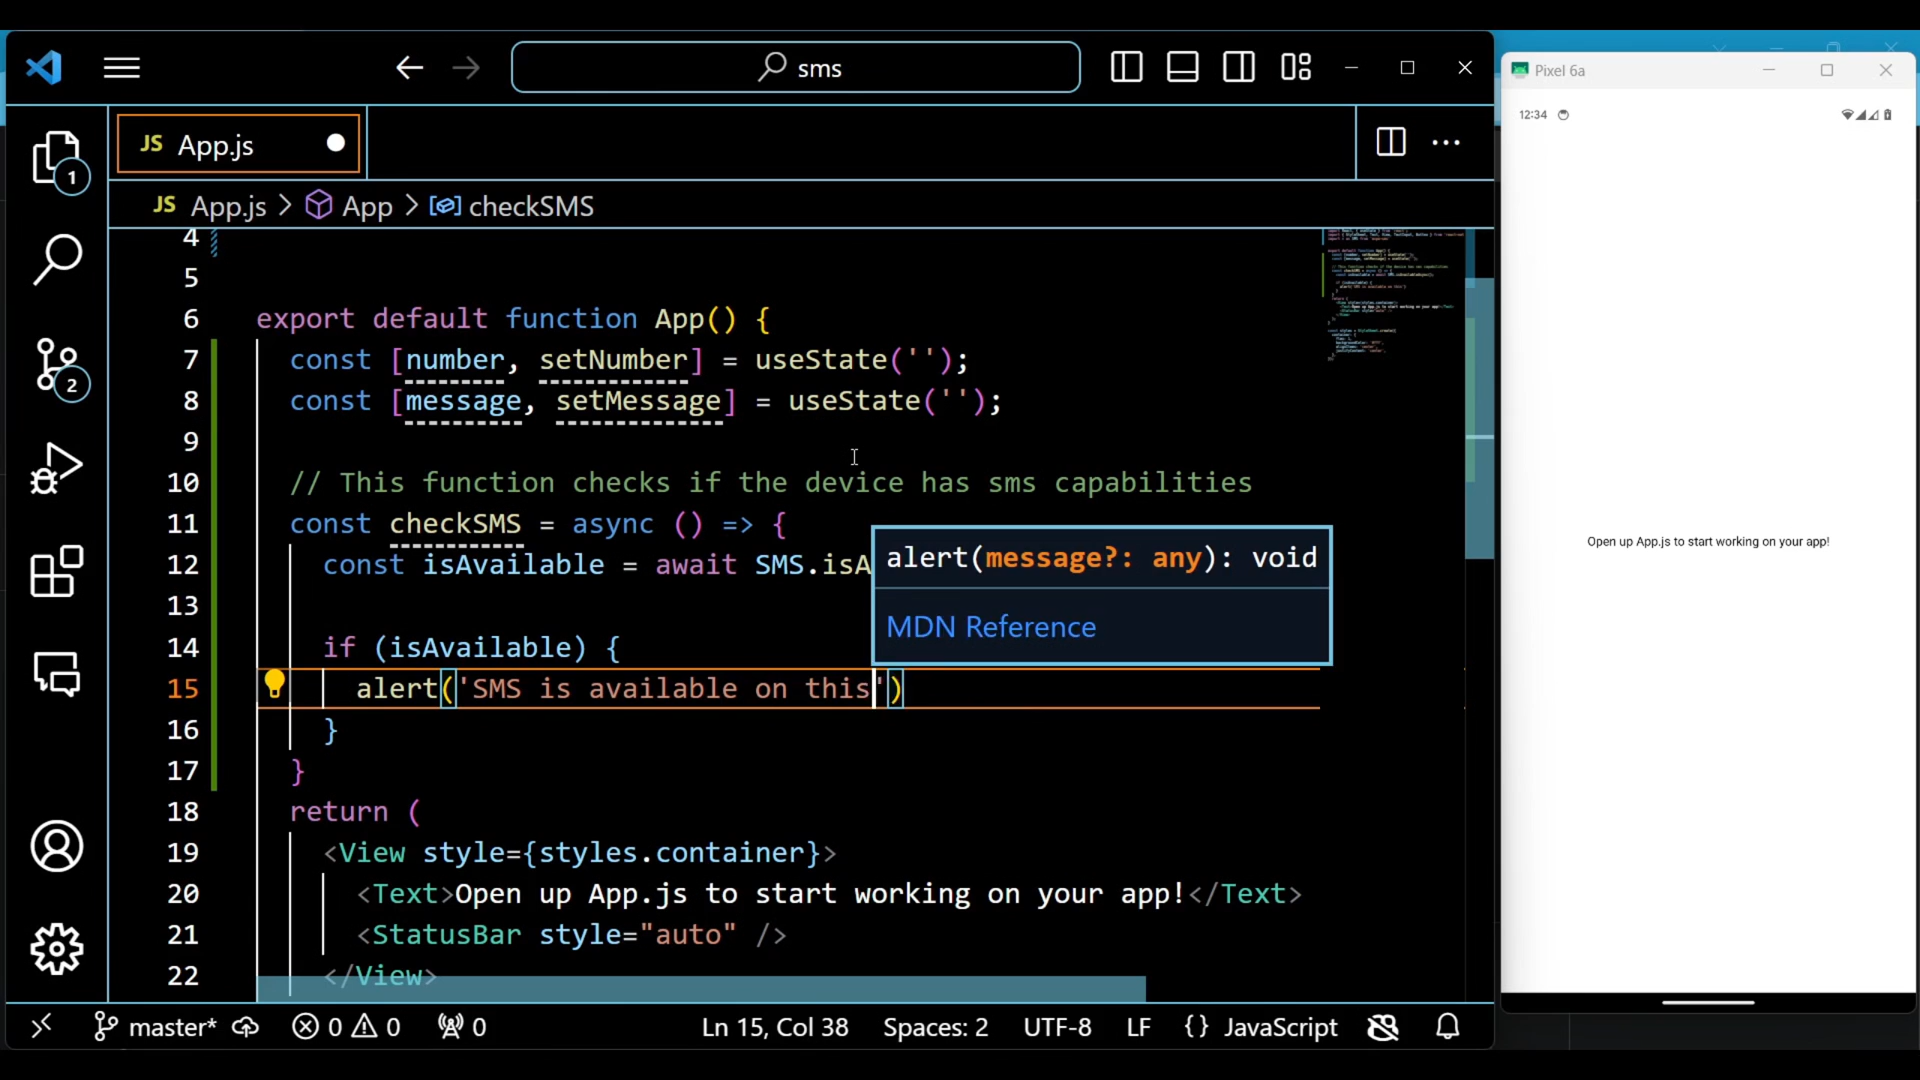 sms
Pixel 6a
12:34
JS App.js
JS App.js > App > checkSMS
1
2
4
5
6 export default function App() {
7 const [number, setNumber] = useState('');
8 const [message, setMessage] = useState('');
9
10 // This function checks if the device has sms capabilities
11 const checkSMS = async () => {
12 const isAvailable = await SMS.isA
alert(message?: any): void
MDN Reference
13
14 if (isAvailable) {
15 alert('SMS is available on this')
16 }
17 }
18 return (
19 <View style={styles.container}>
20 <Text>Open up App.js to start working on your app!</Text>
21 <StatusBar style="auto" />
22 </View>
Open up App.js to start working on your app!
master* 0 0 0 Ln 15, Col 38 Spaces: 2 UTF-8 LF {} JavaScript